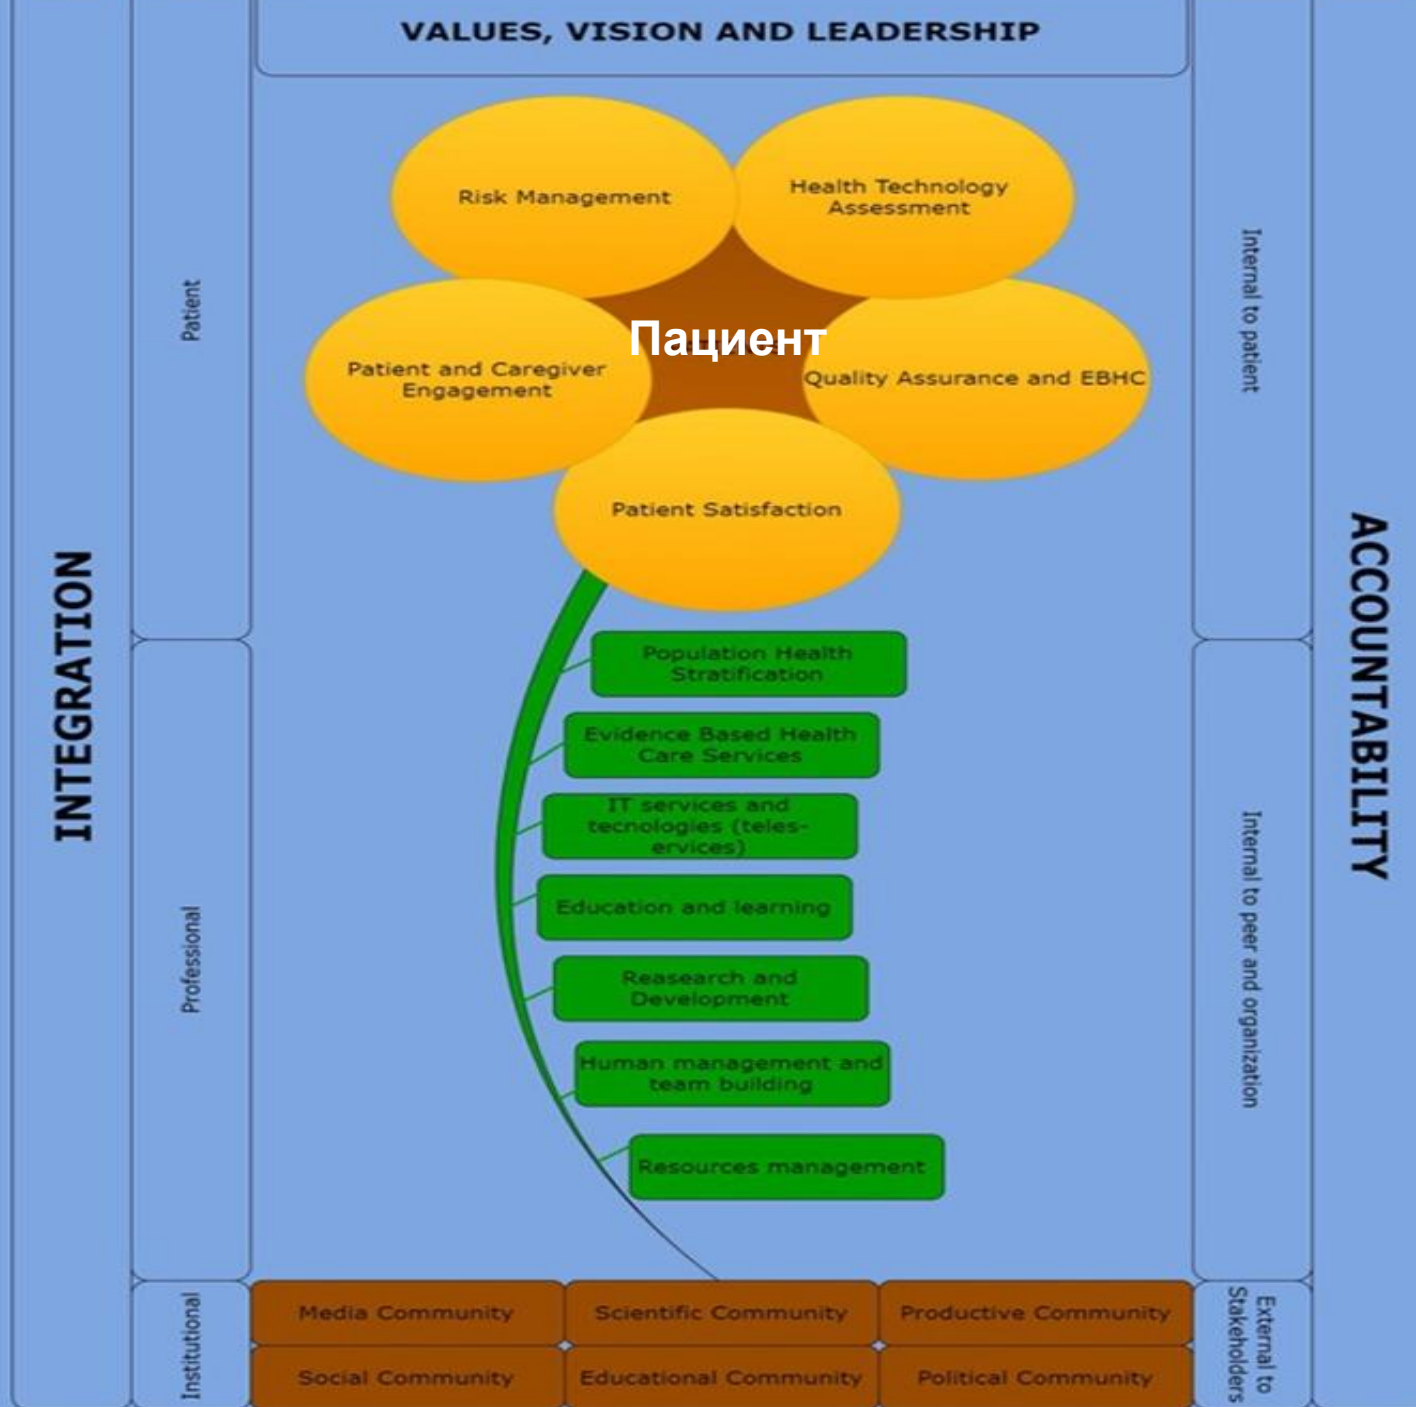 VALUES, VISION AND LEADERSHIP
Risk Management
Health Technology
Assessment
Patient and Caregiver
Engagement
Пациент
Quality Assurance and EBHC
Patient Satisfaction
Population Health
Stratification
Evidence Based Health
Care Services
IT services and
tecnologies (teles-
ervices)
Education and learning
Reasearch and
Development
Human management and
team building
Resources management
Media Community
Scientific Community
Productive Community
Social Community
Educational Community
Political Community
INTEGRATION
Patient
Professional
Institutional
Internal to patient
Internal to peer and organization
External to
Stakeholders
ACCOUNTABILITY